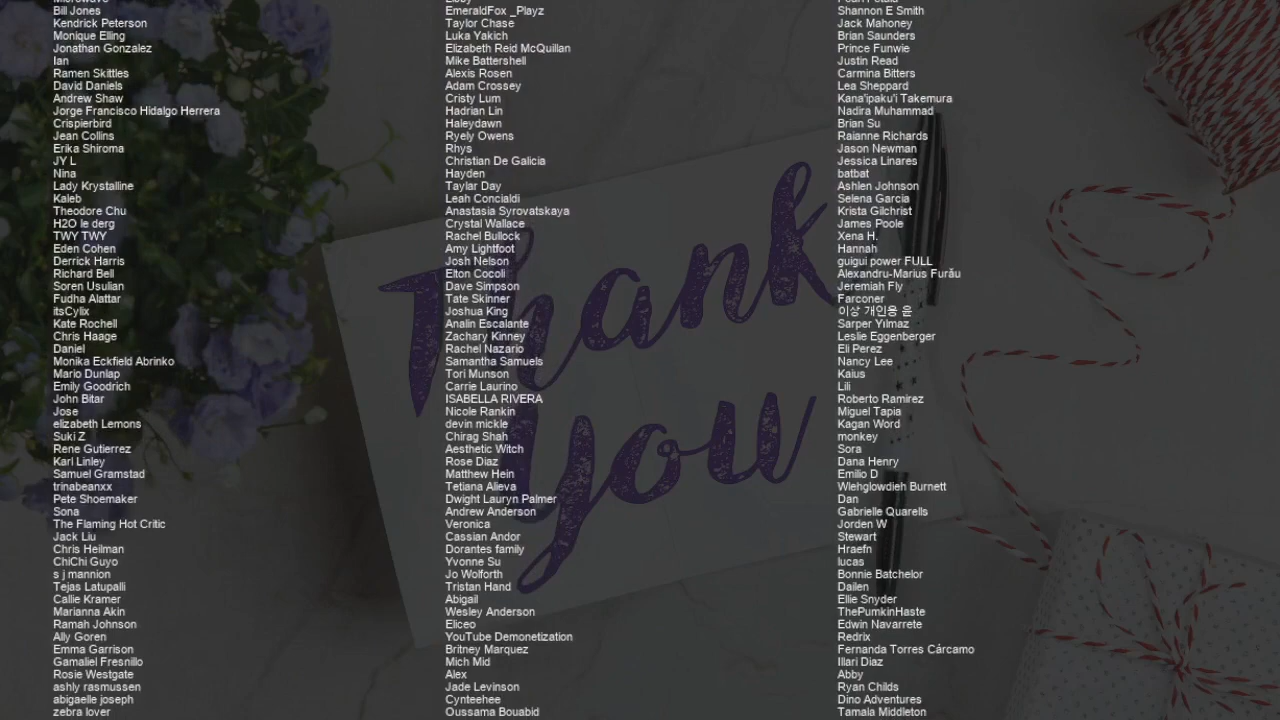 Bill Jones
Kendrick Peterson
Monique Elling
Jonathan Gonzalez
Ian
Ramen Skittles
David Daniels
Andrew Shaw
Jorge Francisco Hidalgo Herrera
Crispierbird
Jean Collins
Erika Shiroma
JY L
Nina
Lady Krystalline
Kaleb
Theodore Chu
H2O le derg
TWY TWY
Eden Cohen
Derrick Harris
Richard Bell
Soren Usulian
Fudha Alattar
itsCylix
Kate Rochell
Chris Haage
Daniel
Monika Eckfield Abrinko
Mario Dunlap
Emily Goodrich
John Bitar
Jose
elizabeth Lemons
Suki Z
Rene Gutierrez
Karl Linley
Samuel Gramstad
trinabeanxx
Pete Shoemaker
Sona
The Flaming Hot Critic
Jack Liu
Chris Heilman
ChiChi Guyo
s j mannion
Tejas Latupalli
Callie Kramer
Marianna Akin
Ramah Johnson
Ally Goren
Emma Garrison
Gamaliel Fresnillo
Rosie Westgate
ashly rasmussen
abigaelle joseph
zebra lover
EmeraldFox _Playz
Taylor Chase
Luka Yakich
Elizabeth Reid McQuillan
Mike Battershell
Alexis Rosen
Adam Crossey
Cristy Lum
Hadrian Lin
Haleydawn
Ryely Owens
Rhys
Christian De Galicia
Hayden
Taylar Day
Leah Concialdi
Anastasia Syrovatskaya
Crystal Wallace
Rachel Bullock
Amy Lightfoot
Josh Nelson
Elton Cocoli
Dave Simpson
Tate Skinner
Joshua King
Analin Escalante
Zachary Kinney
Rachel Nazario
Samantha Samuels
Tori Munson
Carrie Laurino
ISABELLA RIVERA
Nicole Rankin
devin mickle
Chirag Shah
Aesthetic Witch
Rose Diaz
Matthew Hein
Tetiana Alieva
Dwight Lauryn Palmer
Andrew Anderson
Veronica
Cassian Andor
Dorantes family
Yvonne Su
Jo Wolforth
Tristan Hand
Abigail
Wesley Anderson
Eliceo
YouTube Demonetization
Britney Marquez
Mich Mid
Alex
Jade Levinson
Cynteehee
Oussama Bouabid
Shannon E Smith
Jack Mahoney
Brian Saunders
Prince Funwie
Justin Read
Carmina Bitters
Lea Sheppard
Kana'ipaku'i Takemura
Nadira Muhammad
Brian Su
Raianne Richards
Jason Newman
Jessica Linares
batbat
Ashlen Johnson
Selena Garcia
Krista Gilchrist
James Poole
Xena H.
Hannah
guigui power FULL
Alexandru-Marius Furău
Jeremiah Fly
Farconer
이상 개인용 윤
Sarper Yılmaz
Leslie Eggenberger
Eli Perez
Nancy Lee
Kaius
Lili
Roberto Ramirez
Miguel Tapia
Kagan Word
monkey
Sora
Dana Henry
Emilio D
Wiehglowdieh Burnett
Dan
Gabrielle Quarells
Jorden W
Stewart
Hraefn
lucas
Bonnie Batchelor
Dailen
Ellie Snyder
ThePumkinHaste
Edwin Navarrete
Redrix
Fernanda Torres Cárcamo
Illari Diaz
Abby
Ryan Childs
Dino Adventures
Tamala Middleton
Thank
you